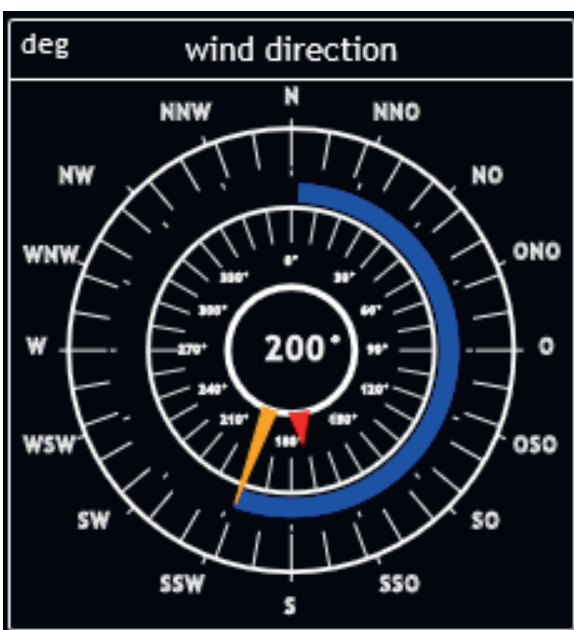 deg
wind direction
N
NNW
NNO
NW
NO
WNW
ONO
0°
330°
30°
300°
60°
W
270°
200°
90°
O
240°
120°
210°
150°
180°
WSW
OSO
SW
SO
SSW
SSO
S